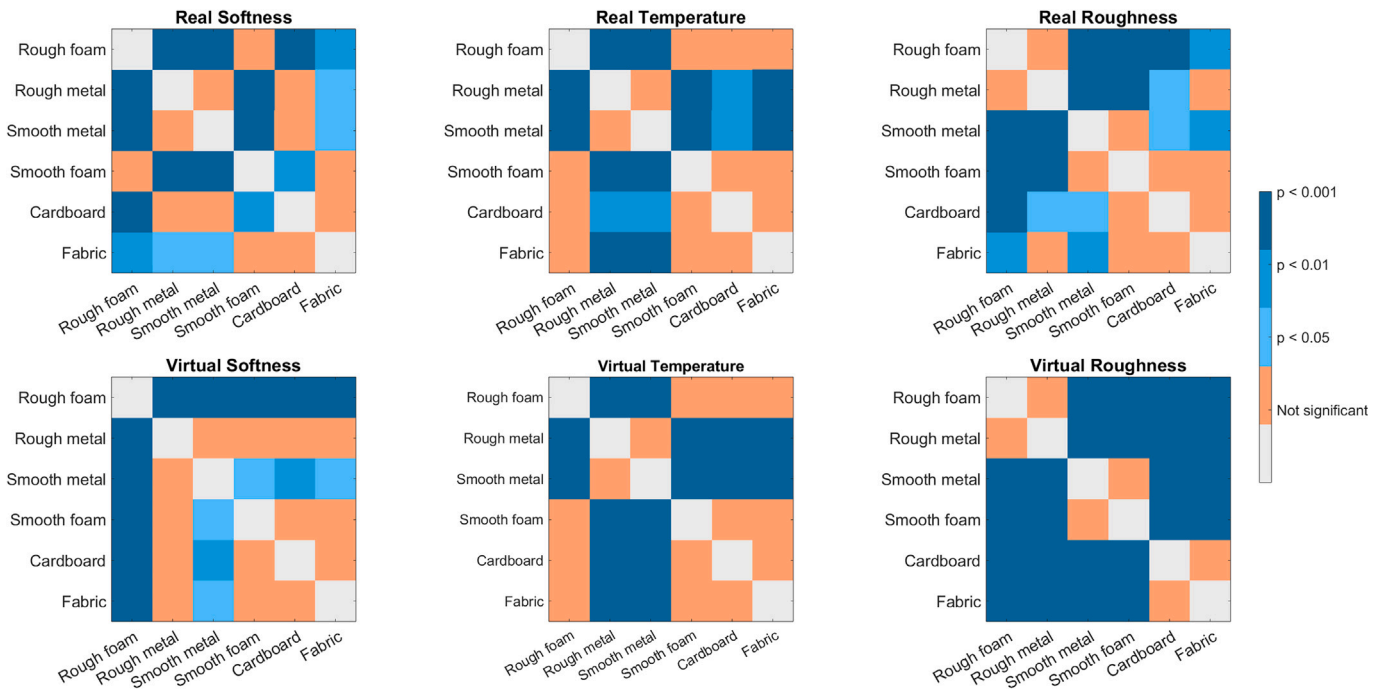 Real Softness
Rough foam
Rough metal
Smooth metal
Smooth foam
Cardboard
Fabric
Rough foam
Rough metal
Smooth metal
Smooth foam
Cardboard
Fabric
Real Temperature
Rough foam
Rough metal
Smooth metal
Smooth foam
Cardboard
Fabric
Rough foam
Rough metal
Smooth metal
Smooth foam
Cardboard
Fabric
Real Roughness
Rough foam
Rough metal
Smooth metal
Smooth foam
Cardboard
Fabric
Rough foam
Rough metal
Smooth metal
Smooth foam
Cardboard
Fabric
p < 0.001
p < 0.01
p < 0.05
Not significant
Virtual Softness
Rough foam
Rough metal
Smooth metal
Smooth foam
Cardboard
Fabric
Rough foam
Rough metal
Smooth metal
Smooth foam
Cardboard
Fabric
Virtual Temperature
Rough foam
Rough metal
Smooth metal
Smooth foam
Cardboard
Fabric
Rough foam
Rough metal
Smooth metal
Smooth foam
Cardboard
Fabric
Virtual Roughness
Rough foam
Rough metal
Smooth metal
Smooth foam
Cardboard
Fabric
Rough foam
Rough metal
Smooth metal
Smooth foam
Cardboard
Fabric